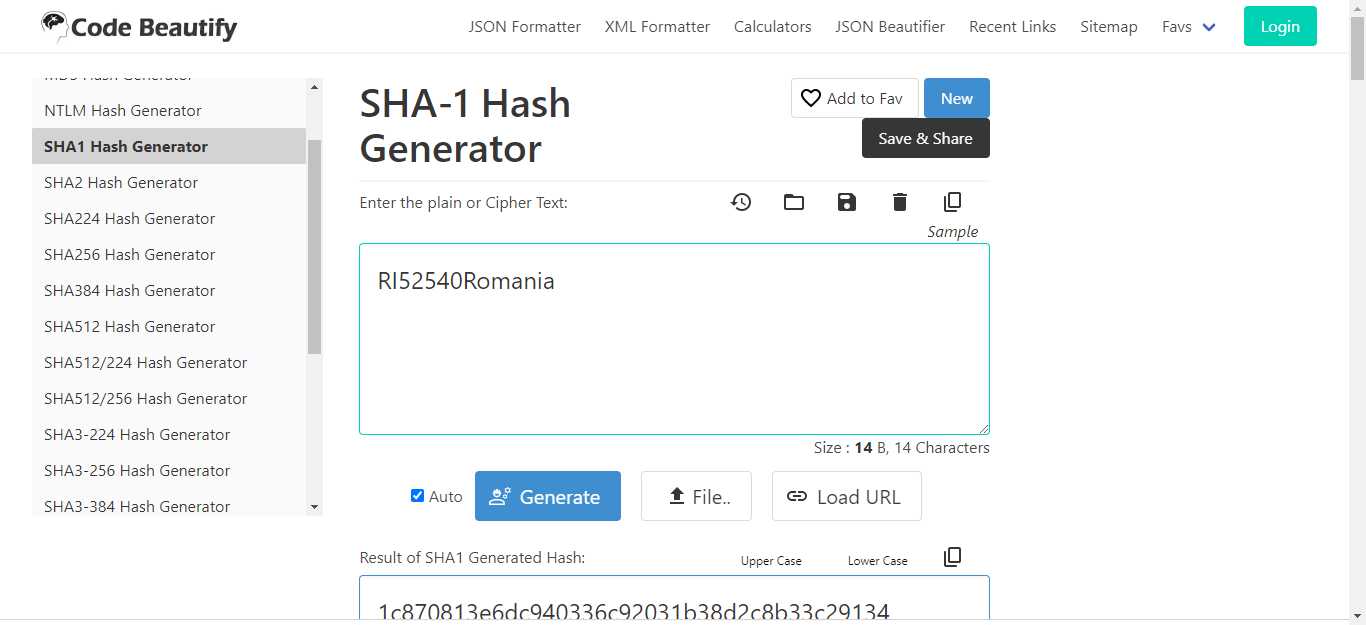 Code Beautify
JSON Formatter XML Formatter Calculators JSON Beautifier Recent Links Sitemap Favs Login
MD5 Hash Generator
NTLM Hash Generator
SHA1 Hash Generator
SHA2 Hash Generator
SHA224 Hash Generator
SHA256 Hash Generator
SHA384 Hash Generator
SHA512 Hash Generator
SHA512/224 Hash Generator
SHA512/256 Hash Generator
SHA3-224 Hash Generator
SHA3-256 Hash Generator
SHA3-384 Hash Generator
SHA-1 Hash
Generator
Add to Fav New
Save & Share
Enter the plain or Cipher Text:
Sample
RI52540Romania
Size : 14 B, 14 Characters
Auto Generate File.. Load URL
Result of SHA1 Generated Hash: Upper Case Lower Case
1c870813e6dc940336c92031b38d2c8b33c29134